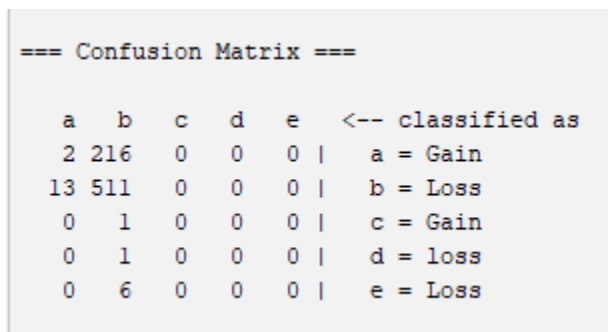 === Confusion Matrix ===
a b c d e <-- classified as
2 216 0 0 0 | a = Gain
13 511 0 0 0 | b = Loss
0 1 0 0 0 | c = Gain
0 1 0 0 0 | d = loss
0 6 0 0 0 | e = Loss